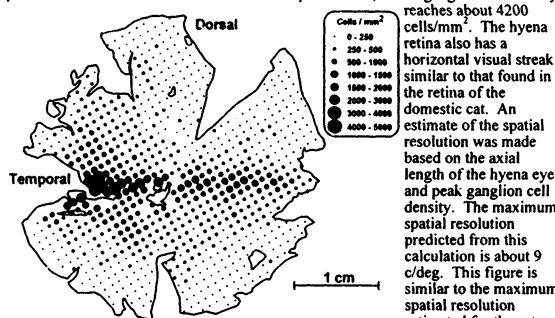 Dorsal
Temporal
Cells / mm²
0 - 250
250 - 500
500 - 1000
1000 - 1500
1500 - 2000
2000 - 3000
3000 - 4000
4000 - 5000
1 cm
reaches about 4200
cells/mm². The hyena
retina also has a
horizontal visual streak
similar to that found in
the retina of the
domestic cat. An
estimate of the spatial
resolution was made
based on the axial
length of the hyena eye
and peak ganglion cell
density. The maximum
spatial resolution
predicted from this
calculation is about 9
c/deg. This figure is
similar to the maximum
spatial resolution